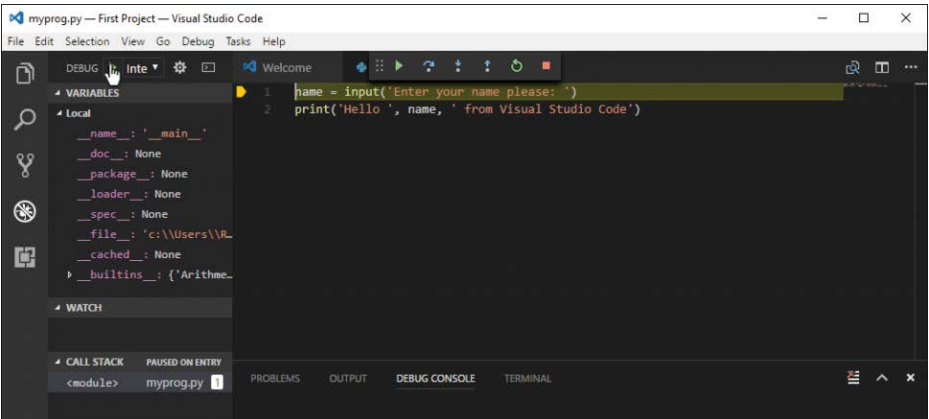 myprog.py — First Project — Visual Studio Code
File Edit Selection View Go Debug Tasks Help
DEBUG Inte
Welcome
VARIABLES
Local
__name__: '__main__'
__doc__: None
__package__: None
__loader__: None
__spec__: None
__file__: 'c:\\Users\\R…
__cached__: None
__builtins__: {'Arithme…
WATCH
CALL STACK PAUSED ON ENTRY
<module> myprog.py 1
1 name = input('Enter your name please: ')
2 print('Hello ', name, ' from Visual Studio Code')
PROBLEMS OUTPUT DEBUG CONSOLE TERMINAL